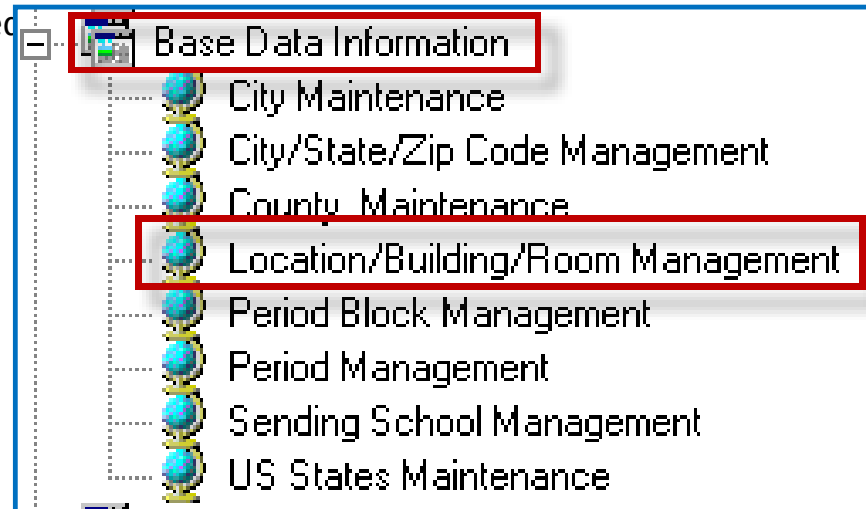 Base Data Information
City Maintenance
City/State/Zip Code Management
County Maintenance
Location/Building/Room Management
Period Block Management
Period Management
Sending School Management
US States Maintenance